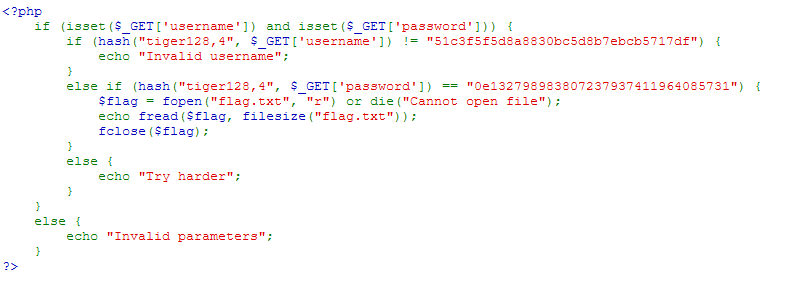 <?php
    if (isset($_GET['username']) and isset($_GET['password'])) {
        if (hash("tiger128,4", $_GET['username']) != "51c3f5f5d8a8830bc5d8b7ebcb5717df") {
            echo "Invalid username";
        }
        else if (hash("tiger128,4", $_GET['password']) == "0e132798983807237937411964085731") {
            $flag = fopen("flag.txt", "r") or die("Cannot open file");
            echo fread($flag, filesize("flag.txt"));
            fclose($flag);
        }
        else {
            echo "Try harder";
        }
    }
    else {
        echo "Invalid parameters";
    }
?>